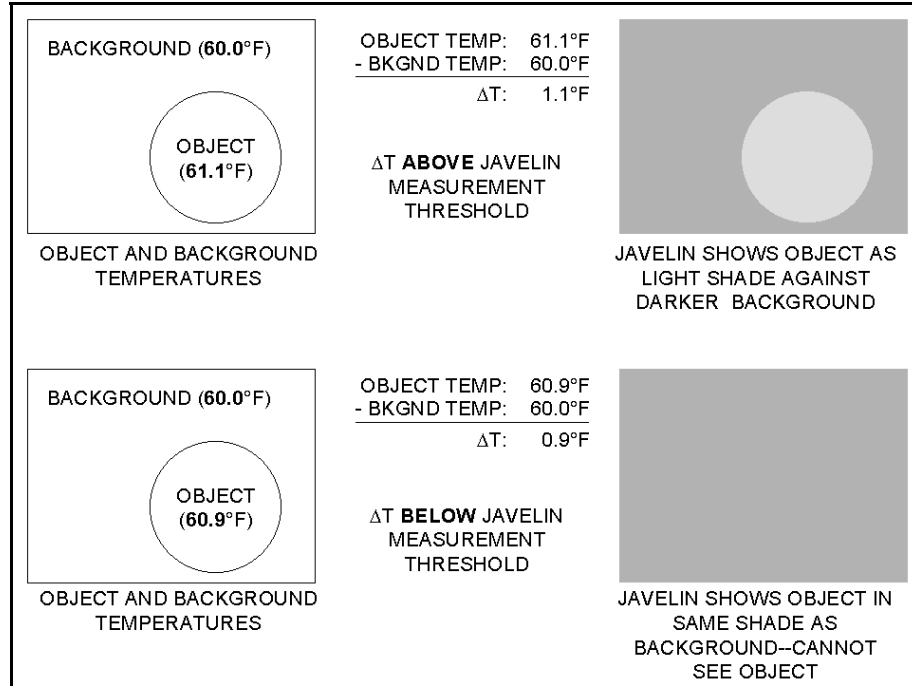 BACKGROUND (60.0°F)
OBJECT
(61.1°F)
OBJECT AND BACKGROUND
TEMPERATURES
OBJECT TEMP: 61.1°F
- BKGND TEMP: 60.0°F
ΔT: 1.1°F
ΔT ABOVE JAVELIN
MEASUREMENT
THRESHOLD
JAVELIN SHOWS OBJECT AS
LIGHT SHADE AGAINST
DARKER BACKGROUND
BACKGROUND (60.0°F)
OBJECT
(60.9°F)
OBJECT AND BACKGROUND
TEMPERATURES
OBJECT TEMP: 60.9°F
- BKGND TEMP: 60.0°F
ΔT: 0.9°F
ΔT BELOW JAVELIN
MEASUREMENT
THRESHOLD
JAVELIN SHOWS OBJECT IN
SAME SHADE AS
BACKGROUND--CANNOT
SEE OBJECT